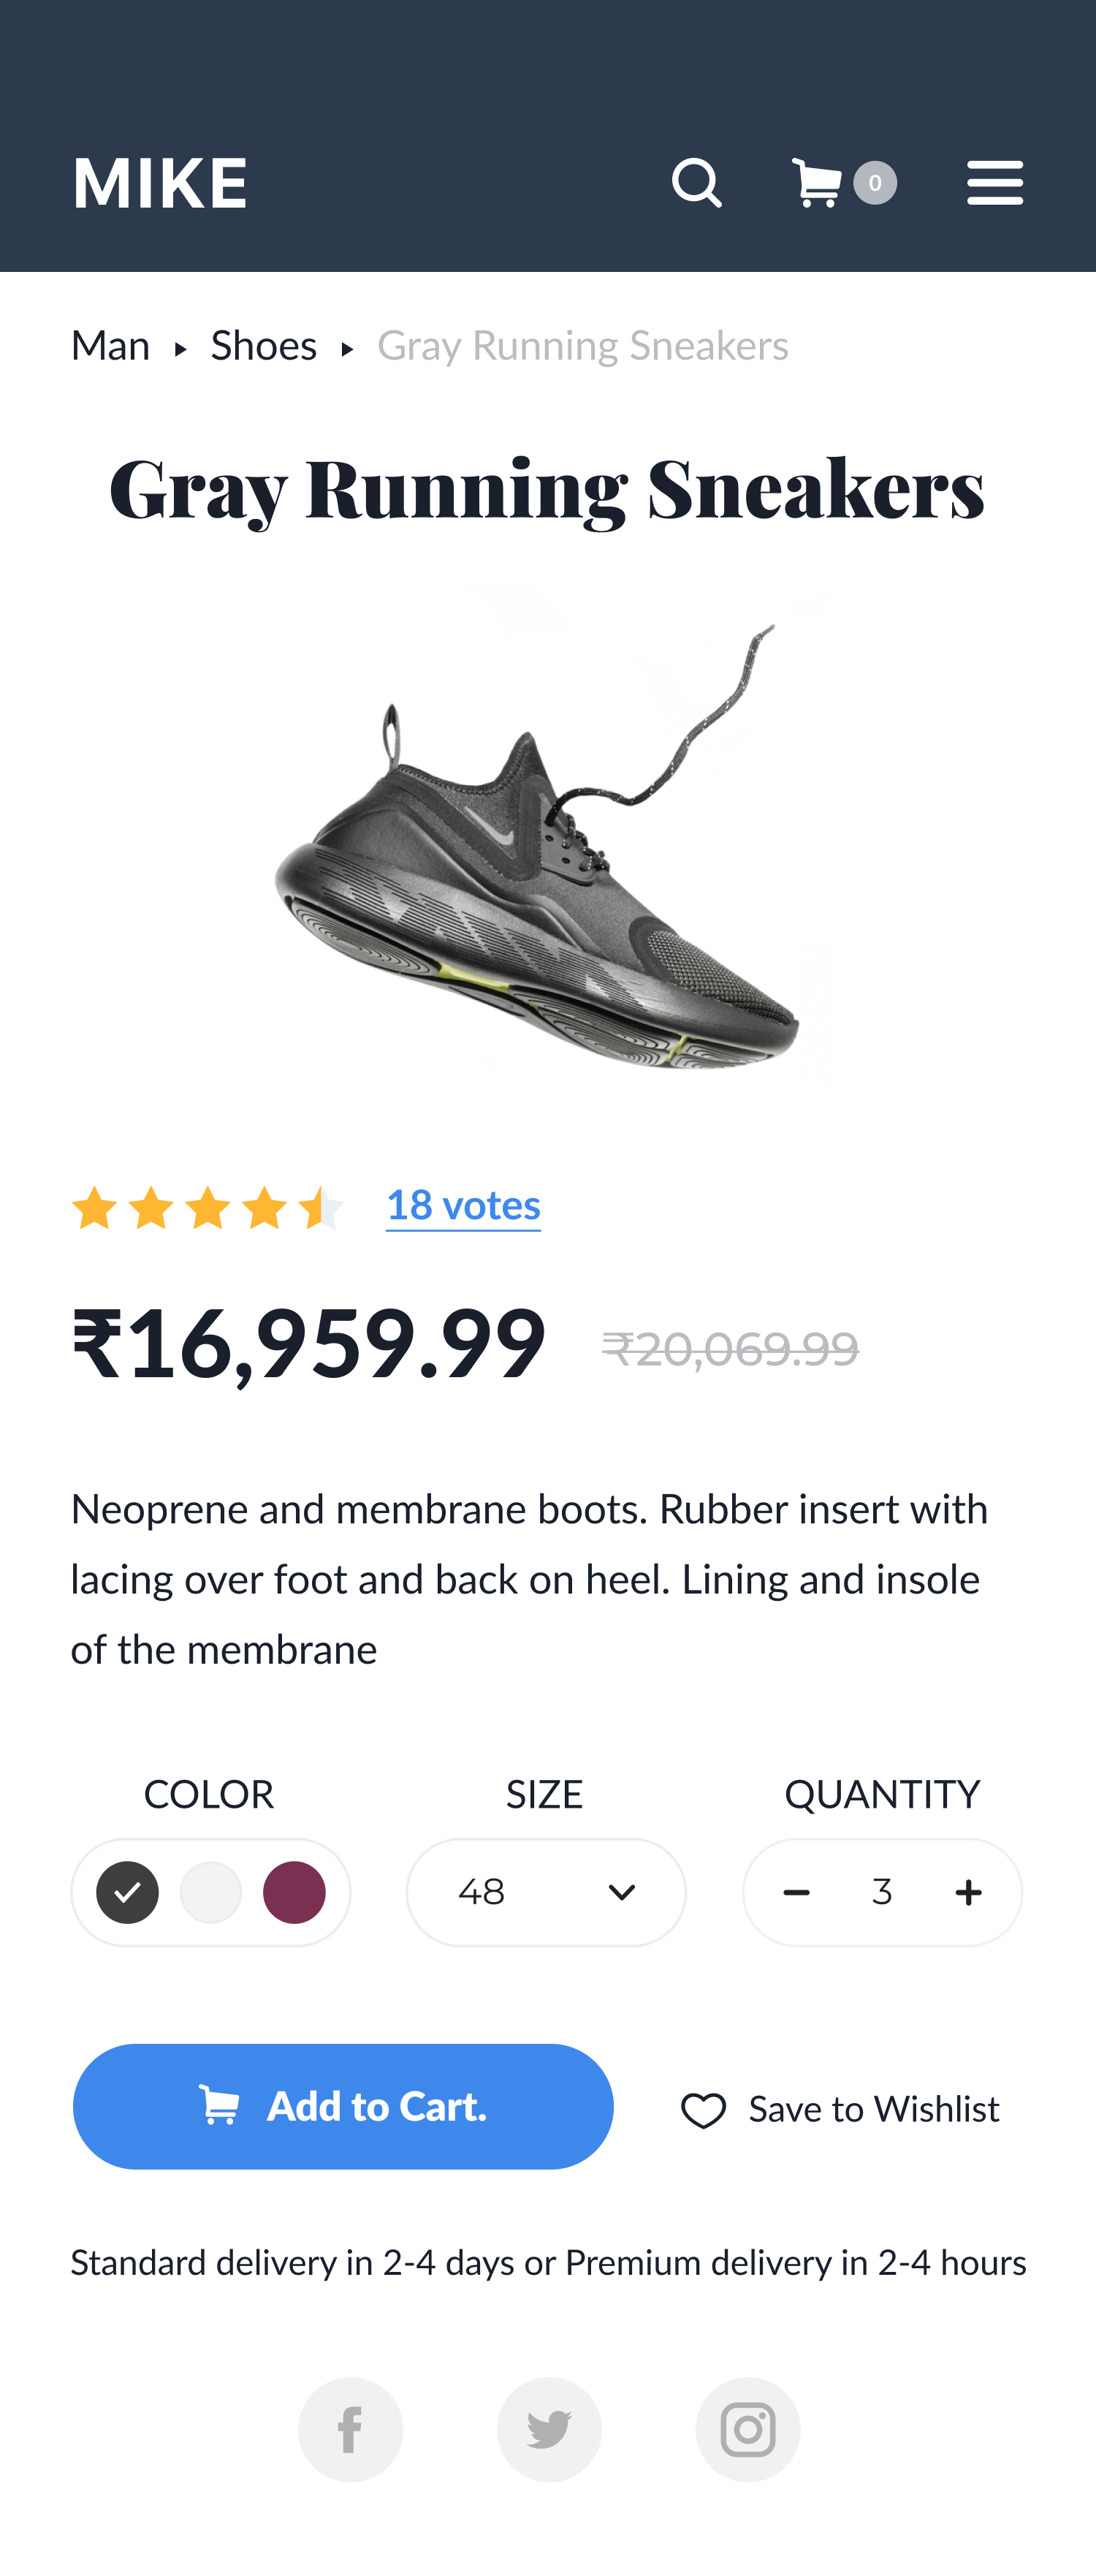 MIKE
0
Man ▸ Shoes ▸ Gray Running Sneakers
Gray Running Sneakers
18 votes
₹16,959.99 ₹20,069.99
Neoprene and membrane boots. Rubber insert with
lacing over foot and back on heel. Lining and insole
of the membrane
COLOR SIZE QUANTITY
48 3
Add to Cart. Save to Wishlist
Standard delivery in 2-4 days or Premium delivery in 2-4 hours